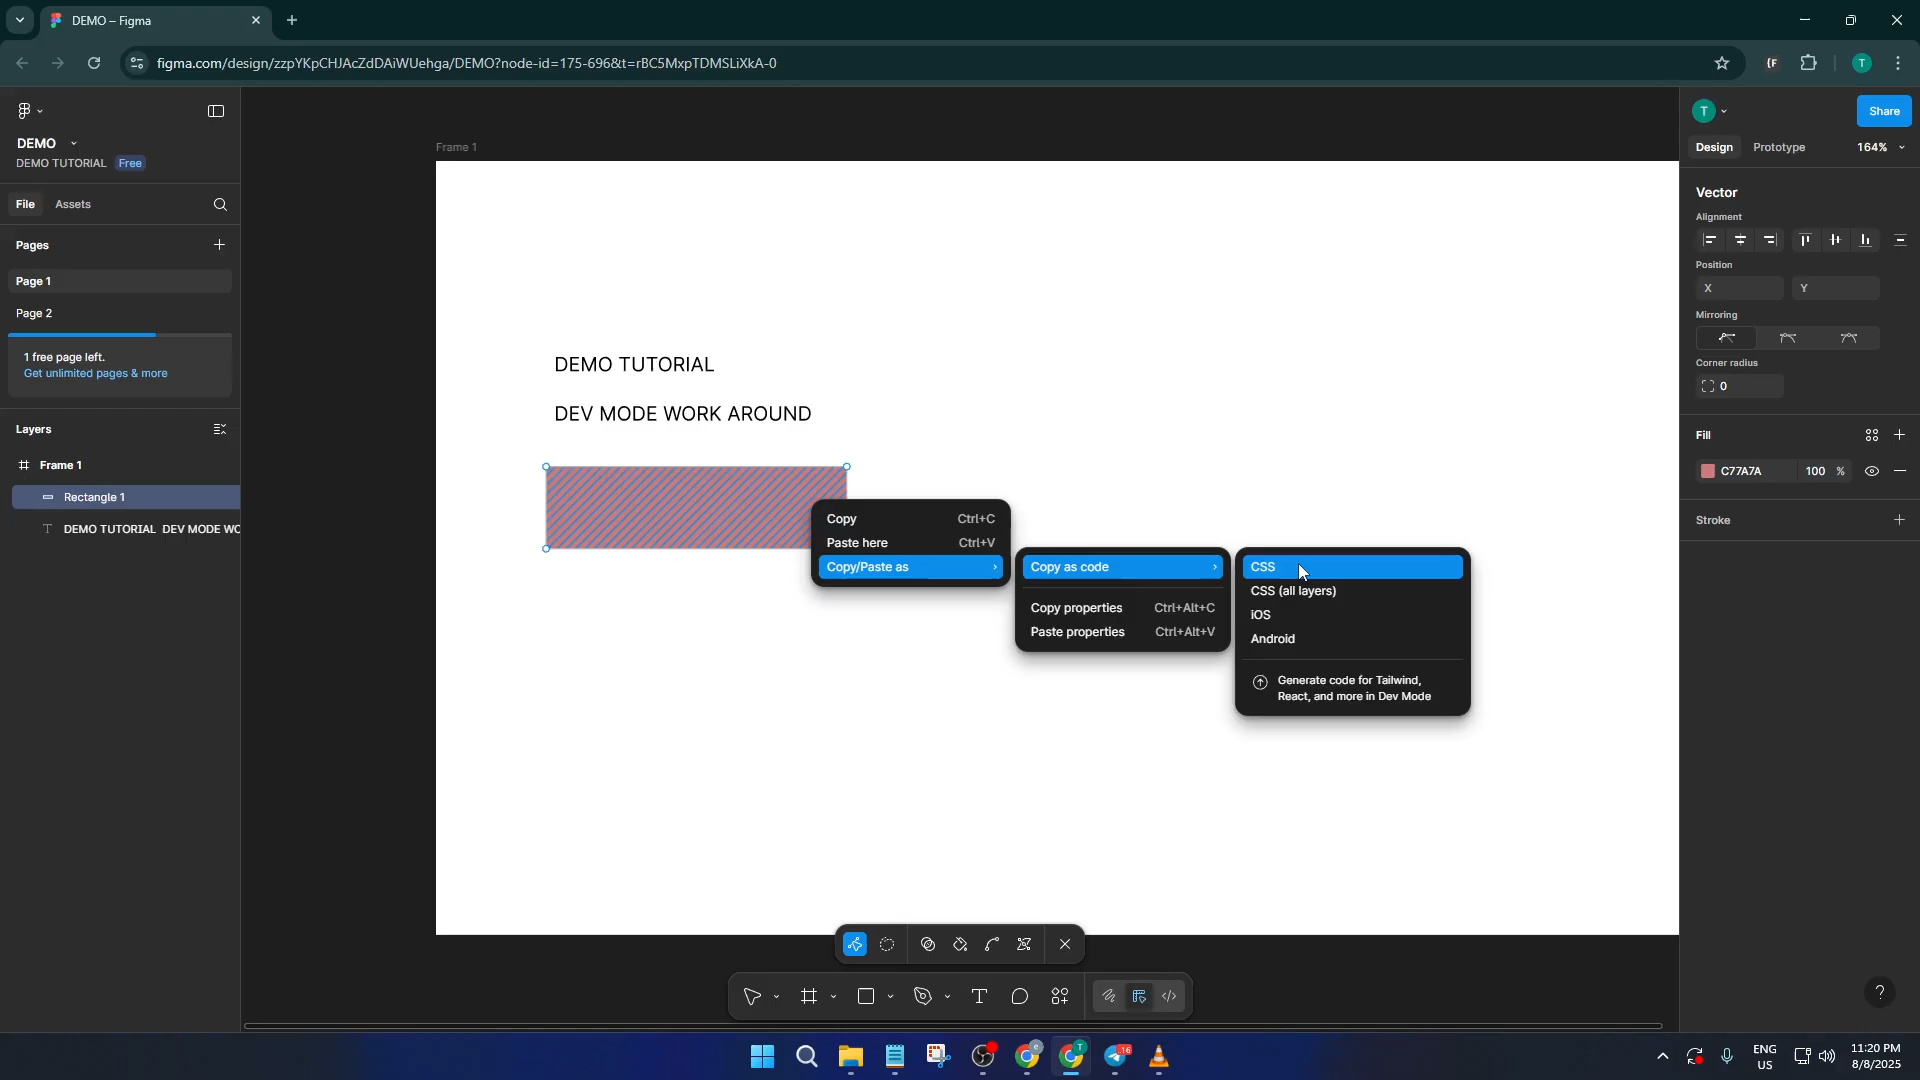 DEMO – Figma
figma.com/design/zzpYKpCHJAcZdDAiWUehga/DEMO?node-id=175-696&t=rBC5MxpTDMSLiXkA-0
T
DEMO
DEMO TUTORIAL Free
File Assets
Pages
Page 1
Page 2
1 free page left.
Get unlimited pages & more
Layers
Frame 1
Rectangle 1
T DEMO TUTORIAL DEV MODE WO
Frame 1
DEMO TUTORIAL
DEV MODE WORK AROUND
Copy Ctrl+C
Paste here Ctrl+V
Copy/Paste as
Copy as code
Copy properties Ctrl+Alt+C
Paste properties Ctrl+Alt+V
CSS
CSS (all layers)
iOS
Android
Generate code for Tailwind,
React, and more in Dev Mode
T Share
Design Prototype 164%
Vector
Alignment
Position
X Y
Mirroring
Corner radius
0
Fill
C77A7A 100 %
Stroke
?
16
ENG
US
11:20 PM
8/8/2025